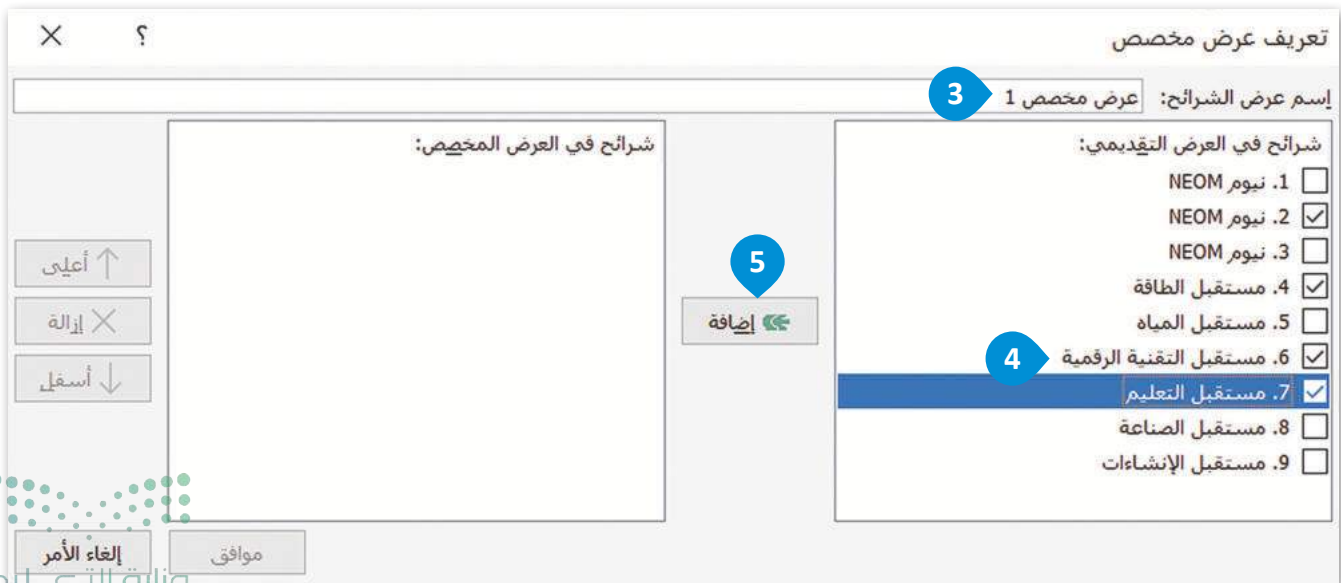 تعريف عرض مخصص
؟
إسم عرض الشرائح: عرض مخصص 1
3
شرائح في العرض التقديمي:
1. نيوم NEOM
2. نيوم NEOM
3. نيوم NEOM
4. مستقبل الطاقة
5. مستقبل المياه
6. مستقبل التقنية الرقمية
4
7. مستقبل التعليم
8. مستقبل الصناعة
9. مستقبل الإنشاءات
5
إضافة
شرائح في العرض المخصص:
أعلى
إزالة
أسفل
موافق
إلغاء الأمر